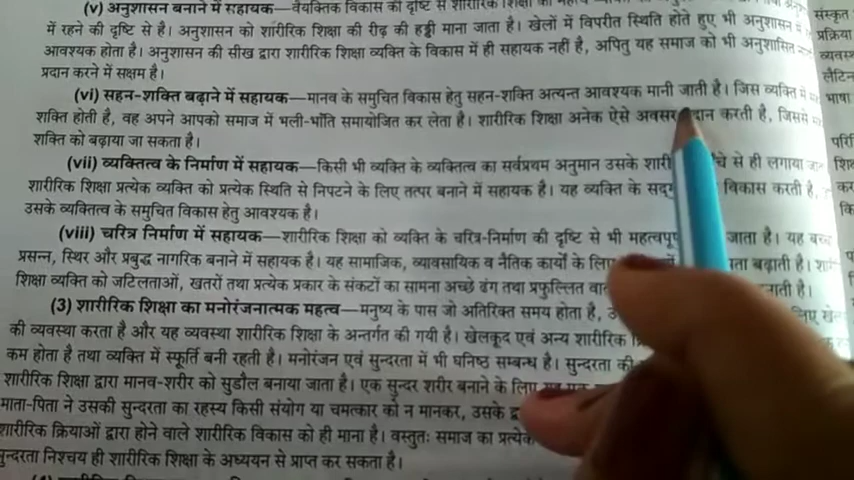 (v) अनुशासन बनाने में सहायक—वैयक्तिक विकास की दृष्टि से शारीरिक शिक्षा का
में रहने की दृष्टि से है। अनुशासन को शारीरिक शिक्षा की रीढ़ की हड्डी माना जाता है। खेलों में विपरीत स्थिति होते हुए भी अनुशासन में
आवश्यक होता है। अनुशासन की सीख द्वारा शारीरिक शिक्षा व्यक्ति के विकास में ही सहायक नहीं है, अपितु यह समाज को भी अनुशासित
प्रदान करने में सक्षम है।
(vi) सहन-शक्ति बढ़ाने में सहायक—मानव के समुचित विकास हेतु सहन-शक्ति अत्यन्त आवश्यक मानी जाती है। जिस व्यक्ति में
शक्ति होती है, वह अपने आपको समाज में भली-भाँति समायोजित कर लेता है। शारीरिक शिक्षा अनेक ऐसे अवसर करती है, जिससे
शक्ति को बढ़ाया जा सकता है।
(vii) व्यक्तित्व के निर्माण में सहायक—किसी भी व्यक्ति के व्यक्तित्व का सर्वप्रथम अनुमान उसके से ही लगाया
शारीरिक शिक्षा प्रत्येक व्यक्ति को प्रत्येक स्थिति से निपटने के लिए तत्पर बनाने में सहायक है। यह व्यक्ति के विकास करती है,
उसके व्यक्तित्व के समुचित विकास हेतु आवश्यक है।
(viii) चरित्र निर्माण में सहायक—शारीरिक शिक्षा को व्यक्ति के चरित्र-निर्माण की दृष्टि से भी जाता है। यह
प्रसन्न, स्थिर और प्रबुद्ध नागरिक बनाने में सहायक है। यह सामाजिक, व्यावसायिक व नैतिक कार्यों के लिए बढ़ाती है।
शिक्षा व्यक्ति को जटिलताओं, खतरों तथा प्रत्येक प्रकार के संकटों का सामना अच्छे ढंग तथा प्रफुल्लित है।
(3) शारीरिक शिक्षा का मनोरंजनात्मक महत्व—मनुष्य के पास जो अतिरिक्त समय होता है,
की व्यवस्था करता है और यह व्यवस्था शारीरिक शिक्षा के अन्तर्गत की गयी है। खेलकूद एवं अन्य शारीरिक
कम होता है तथा व्यक्ति में स्फूर्ति बनी रहती है। मनोरंजन एवं सुन्दरता में भी घनिष्ठ सम्बन्ध है। सुन्दरता की
शारीरिक शिक्षा द्वारा मानव-शरीर को सुडौल बनाया जाता है। एक सुन्दर शरीर बनाने के लिए
माता-पिता ने उसकी सुन्दरता का रहस्य किसी संयोग या चमत्कार को न मानकर, उसके
शारीरिक क्रियाओं द्वारा होने वाले शारीरिक विकास को ही माना है। वस्तुतः समाज का
सुन्दरता निश्चय ही शारीरिक शिक्षा के अध्ययन से प्राप्त कर सकता है।
संस्कृत
प्रक्रिया
लैटिन
भाषा